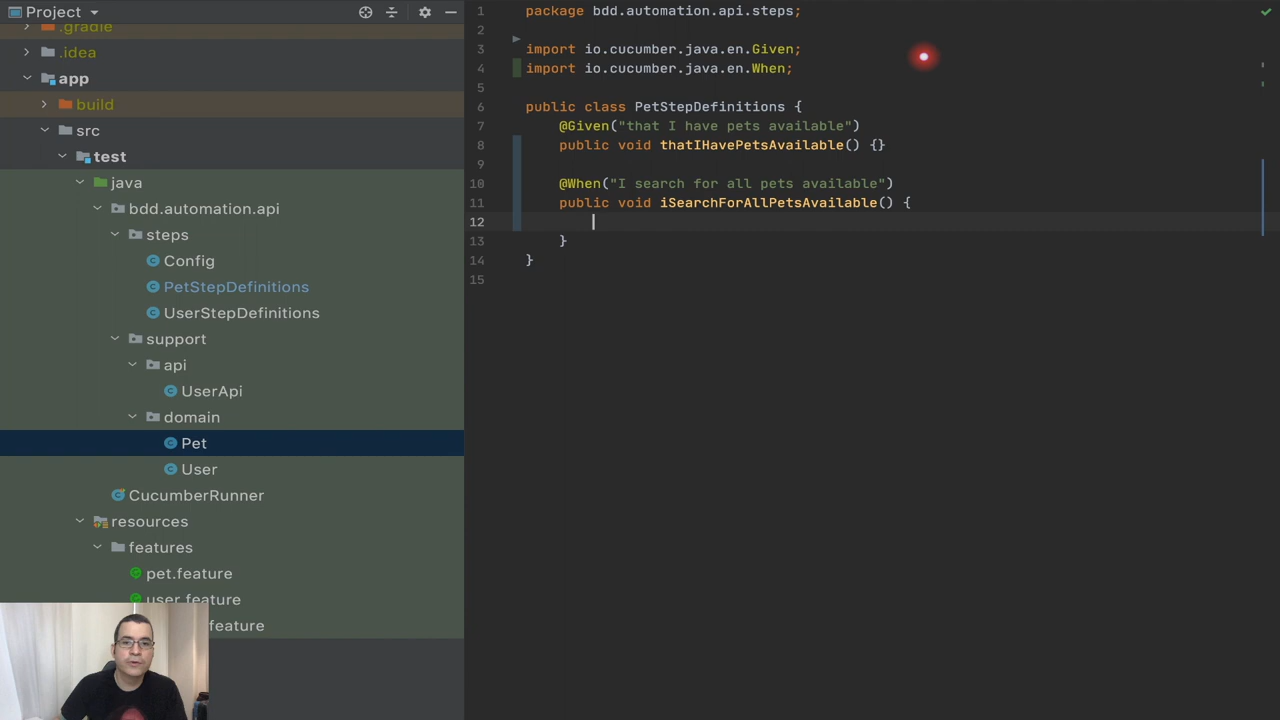 Project
.gradle
.idea
app
build
src
test
java
bdd.automation.api
steps
Config
PetStepDefinitions
UserStepDefinitions
support
api
UserApi
domain
Pet
User
CucumberRunner
resources
features
pet.feature
user.feature
feature
1 package bdd.automation.api.steps;
2
3 import io.cucumber.java.en.Given;
4 import io.cucumber.java.en.When;
5
6 public class PetStepDefinitions {
7 @Given("that I have pets available")
8 public void thatIHavePetsAvailable() {}
9
10 @When("I search for all pets available")
11 public void iSearchForAllPetsAvailable() {
12
13 }
14 }
15